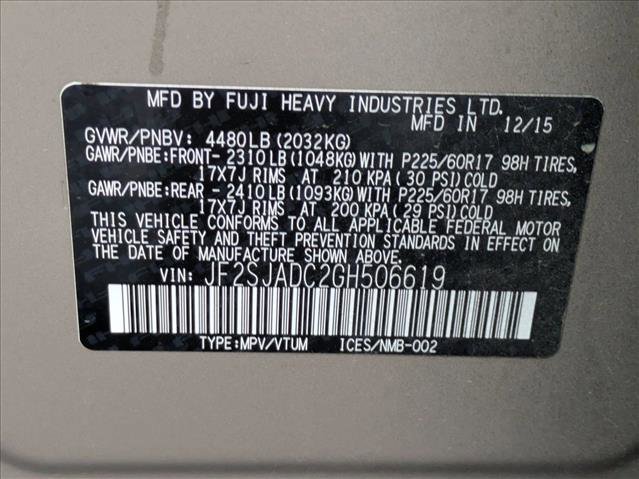 MFD BY FUJI HEAVY INDUSTRIES LTD.
MFD IN 12/15
GVWR/PNBV: 4480LB (2032KG)
GAWR/PNBE:FRONT- 2310LB (1048KG) WITH P225/60R17 98H TIRES,
17X7J RIMS AT 210 KPA ( 30 PSI) COLD
GAWR/PNBE:REAR - 2410LB (1093KG) WITH P225/60R17 98H TIRES,
17X7J RIMS AT 200 KPA (29 PSI) COLD
THIS VEHICLE CONFORMS TO ALL APPLICABLE FEDERAL MOTOR
VEHICLE SAFETY AND THEFT PREVENTION STANDARDS IN EFFECT ON
THE DATE OF MANUFACTURE SHOWN ABOVE.
VIN: JF2SJADC2GH506619
TYPE:MPV/VTUM ICES/NMB-002